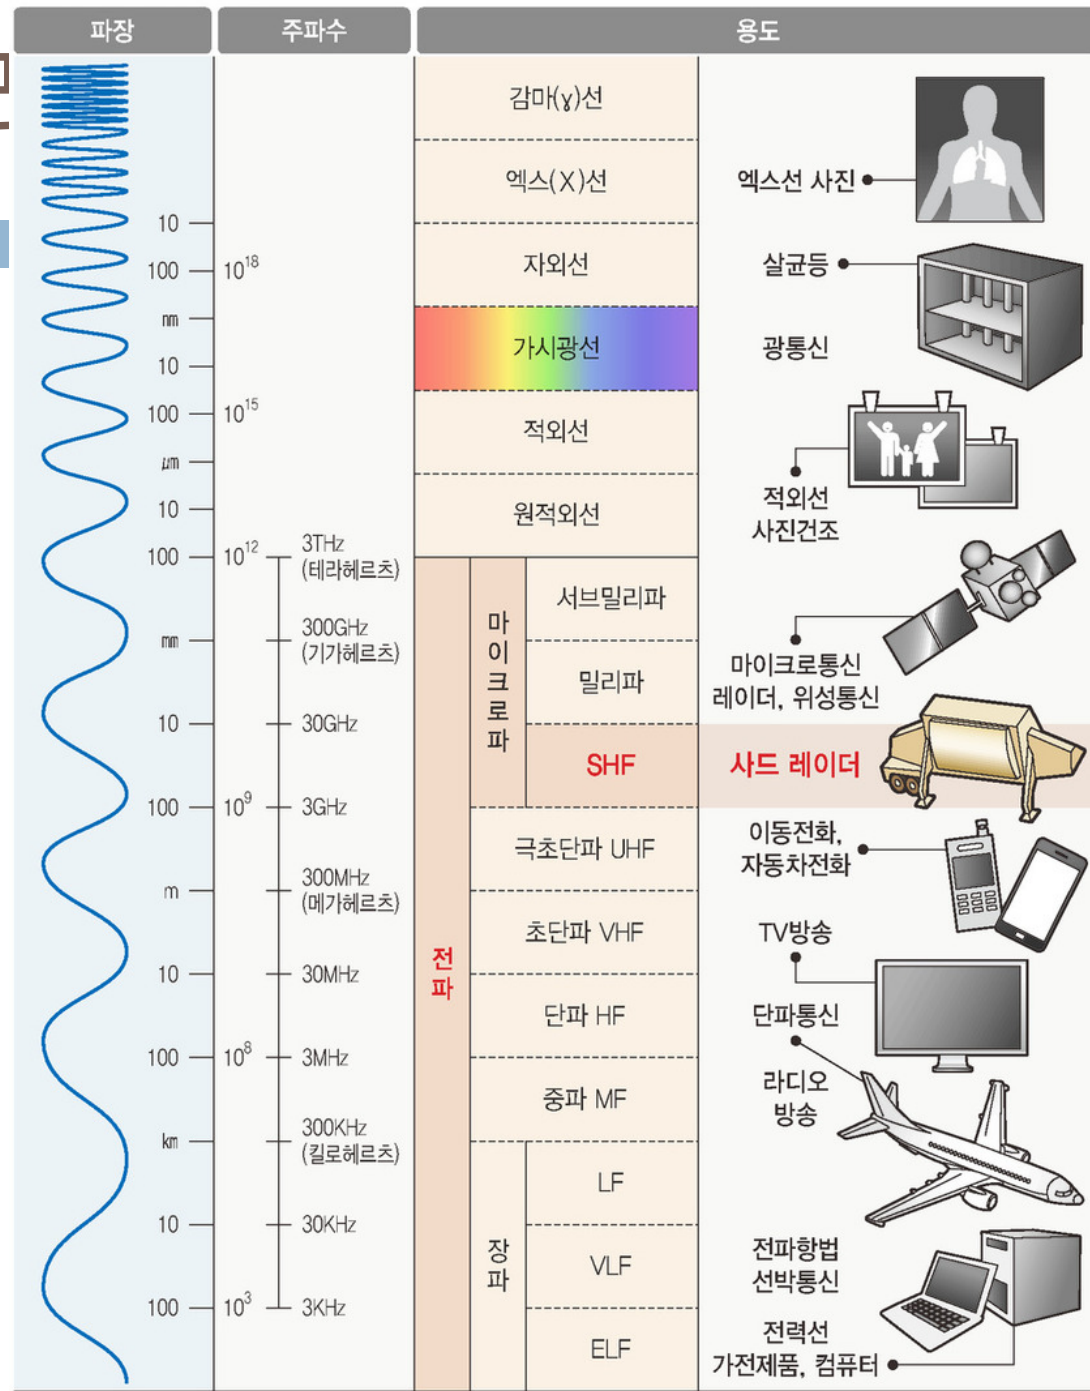 파장 주파수 용도
감마(γ)선
엑스(X)선
엑스선 사진
10
자외선
살균등
100 10¹⁸
nm
가시광선
광통신
10
100 10¹⁵
적외선
μm
적외선
사진건조
10
원적외선
100 10¹² 3THz
(테라헤르츠)
서브밀리파
mm 300GHz
(기가헤르츠)
마이크로파
마이크로통신
레이더, 위성통신
밀리파
10 30GHz
SHF
사드 레이더
100 10⁹ 3GHz
극초단파 UHF
이동전화,
자동차전화
m 300MHz
(메가헤르츠)
초단파 VHF
TV방송
전파
10 30MHz
단파 HF
단파통신
100 10⁸ 3MHz
중파 MF
라디오
방송
km 300KHz
(킬로헤르츠)
LF
10 30KHz
장파
VLF
전파항법
선박통신
100 10³ 3KHz
ELF
전력선
가전제품, 컴퓨터